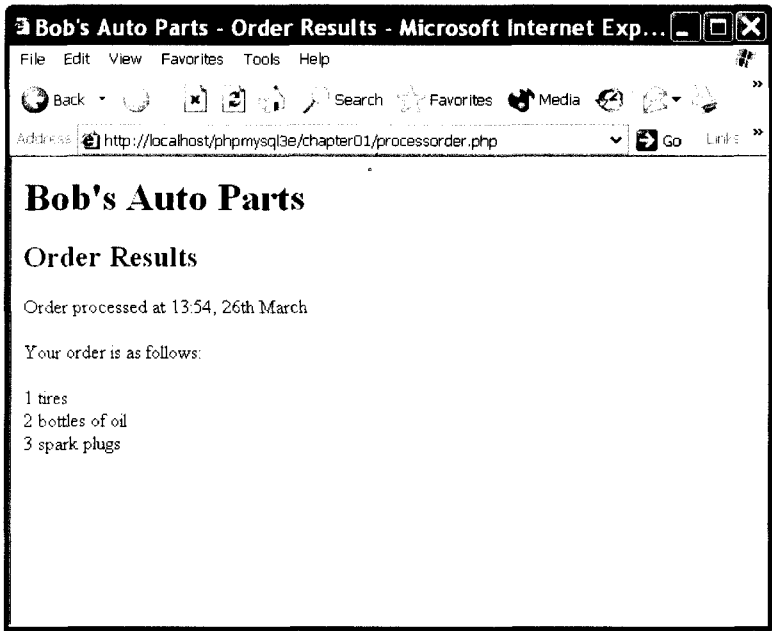 Bob's Auto Parts - Order Results - Microsoft Internet Exp...
File Edit View Favorites Tools Help
Back Search Favorites Media »
Address http://localhost/phpmysql3e/chapter01/processorder.php Go Links »
Bob's Auto Parts
Order Results
Order processed at 13:54, 26th March
Your order is as follows:
1 tires
2 bottles of oil
3 spark plugs